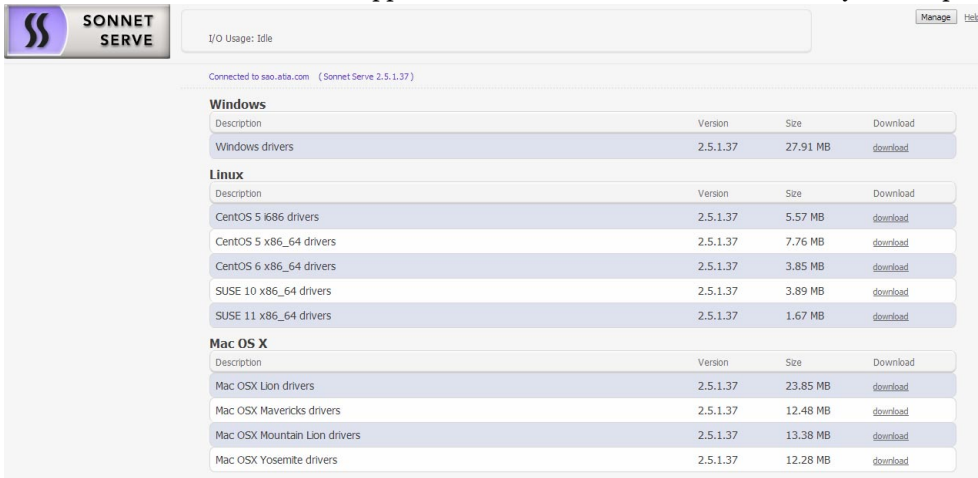 SONNET
SERVE
I/O Usage: Idle
Manage
Connected to sao.atia.com ( Sonnet Serve 2.5.1.37 )
Windows
Description Version Size Download
Windows drivers 2.5.1.37 27.91 MB download
Linux
Description Version Size Download
CentOS 5 i686 drivers 2.5.1.37 5.57 MB download
CentOS 5 x86_64 drivers 2.5.1.37 7.76 MB download
CentOS 6 x86_64 drivers 2.5.1.37 3.85 MB download
SUSE 10 x86_64 drivers 2.5.1.37 3.89 MB download
SUSE 11 x86_64 drivers 2.5.1.37 1.67 MB download
Mac OS X
Description Version Size Download
Mac OSX Lion drivers 2.5.1.37 23.85 MB download
Mac OSX Mavericks drivers 2.5.1.37 12.48 MB download
Mac OSX Mountain Lion drivers 2.5.1.37 13.38 MB download
Mac OSX Yosemite drivers 2.5.1.37 12.28 MB download